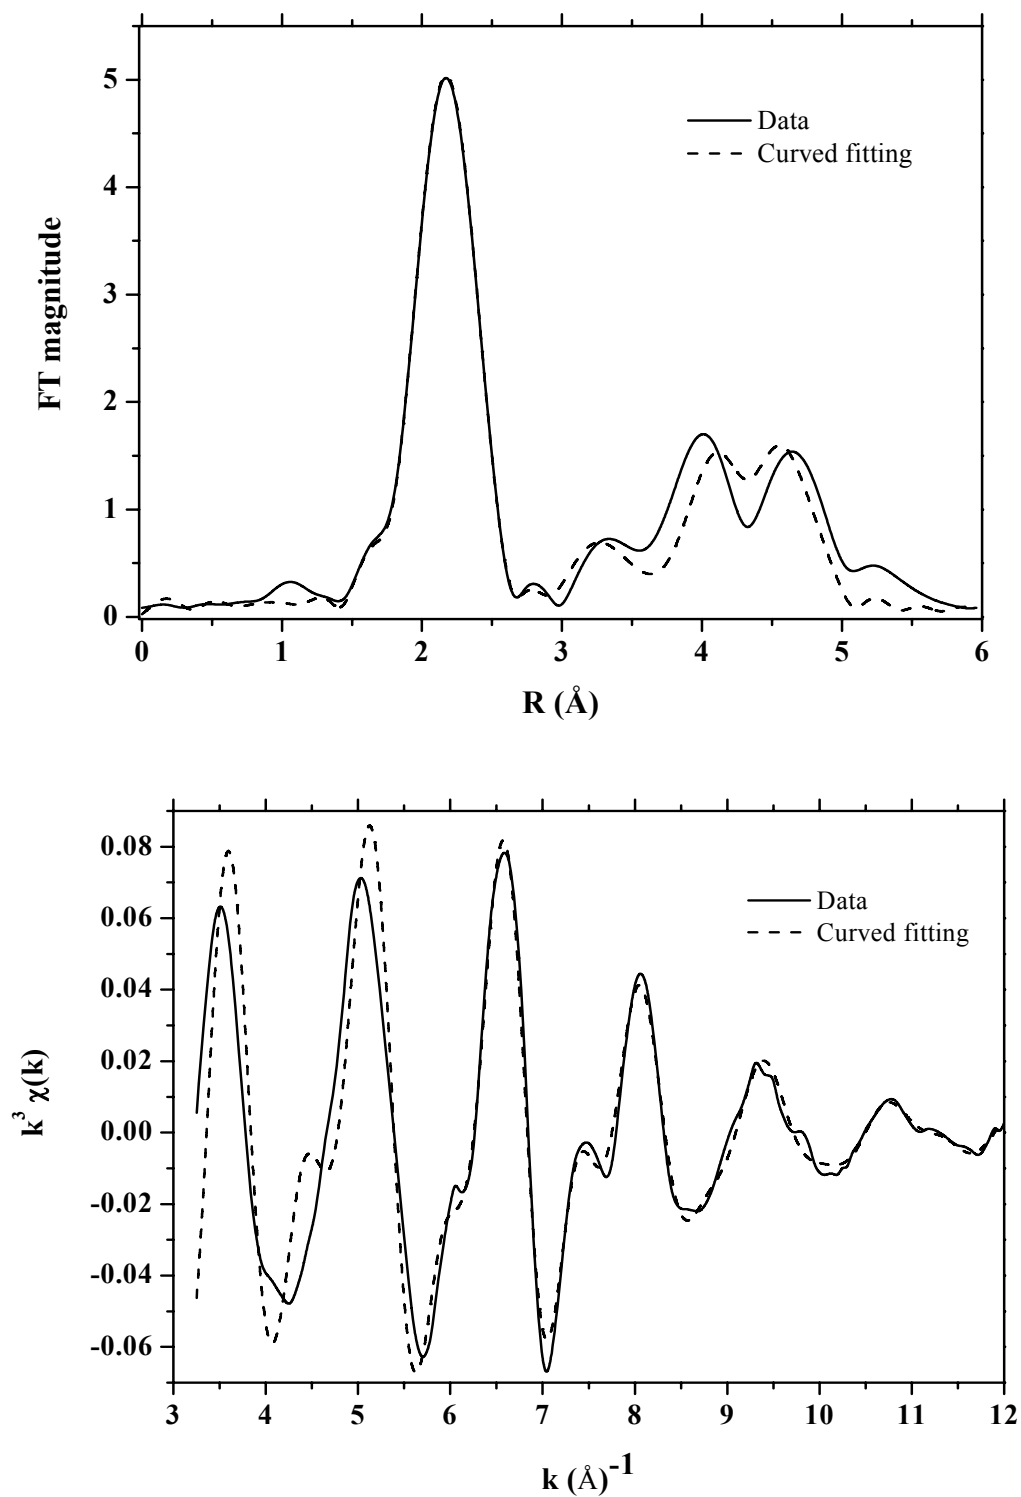 5
4
3
2
1
0
FT magnitude
Data
Curved fitting
0 1 2 3 4 5 6
R (Å)
0.08
0.06
0.04
0.02
0.00
-0.02
-0.04
-0.06
k³ χ(k)
Data
Curved fitting
3 4 5 6 7 8 9 10 11 12
k (Å)⁻¹